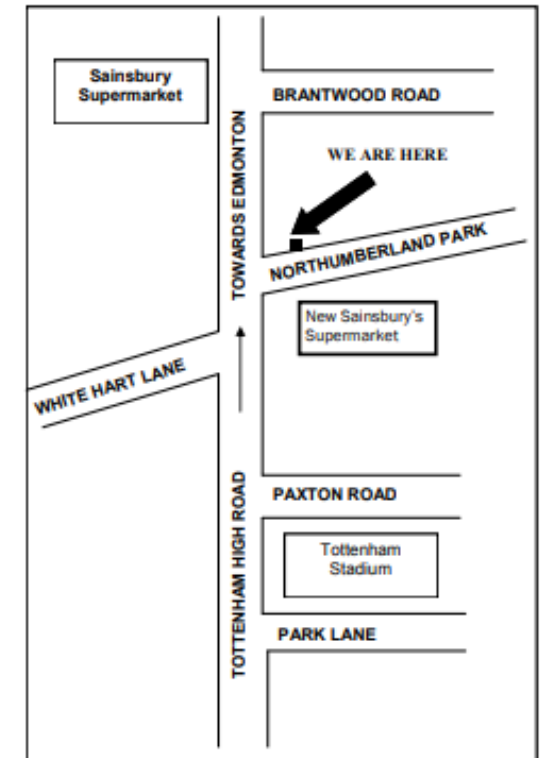 Sainsbury
Supermarket
BRANTWOOD ROAD
WE ARE HERE
TOWARDS EDMONTON
NORTHUMBERLAND PARK
New Sainsbury's
Supermarket
WHITE HART LANE
TOTTENHAM HIGH ROAD
PAXTON ROAD
Tottenham
Stadium
PARK LANE